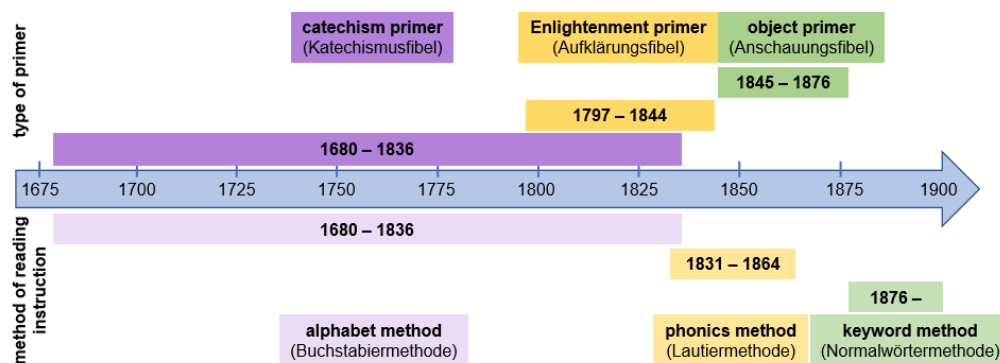 type of primer
catechism primer
(Katechismusfibel)
Enlightenment primer
(Aufklärungsfibel)
object primer
(Anschauungsfibel)
1845 – 1876
1797 – 1844
1680 – 1836
1675 1700 1725 1750 1775 1800 1825 1850 1875 1900
method of reading
instruction
1680 – 1836
1831 – 1864
1876 –
alphabet method
(Buchstabiermethode)
phonics method
(Lautiermethode)
keyword method
(Normalwörtermethode)